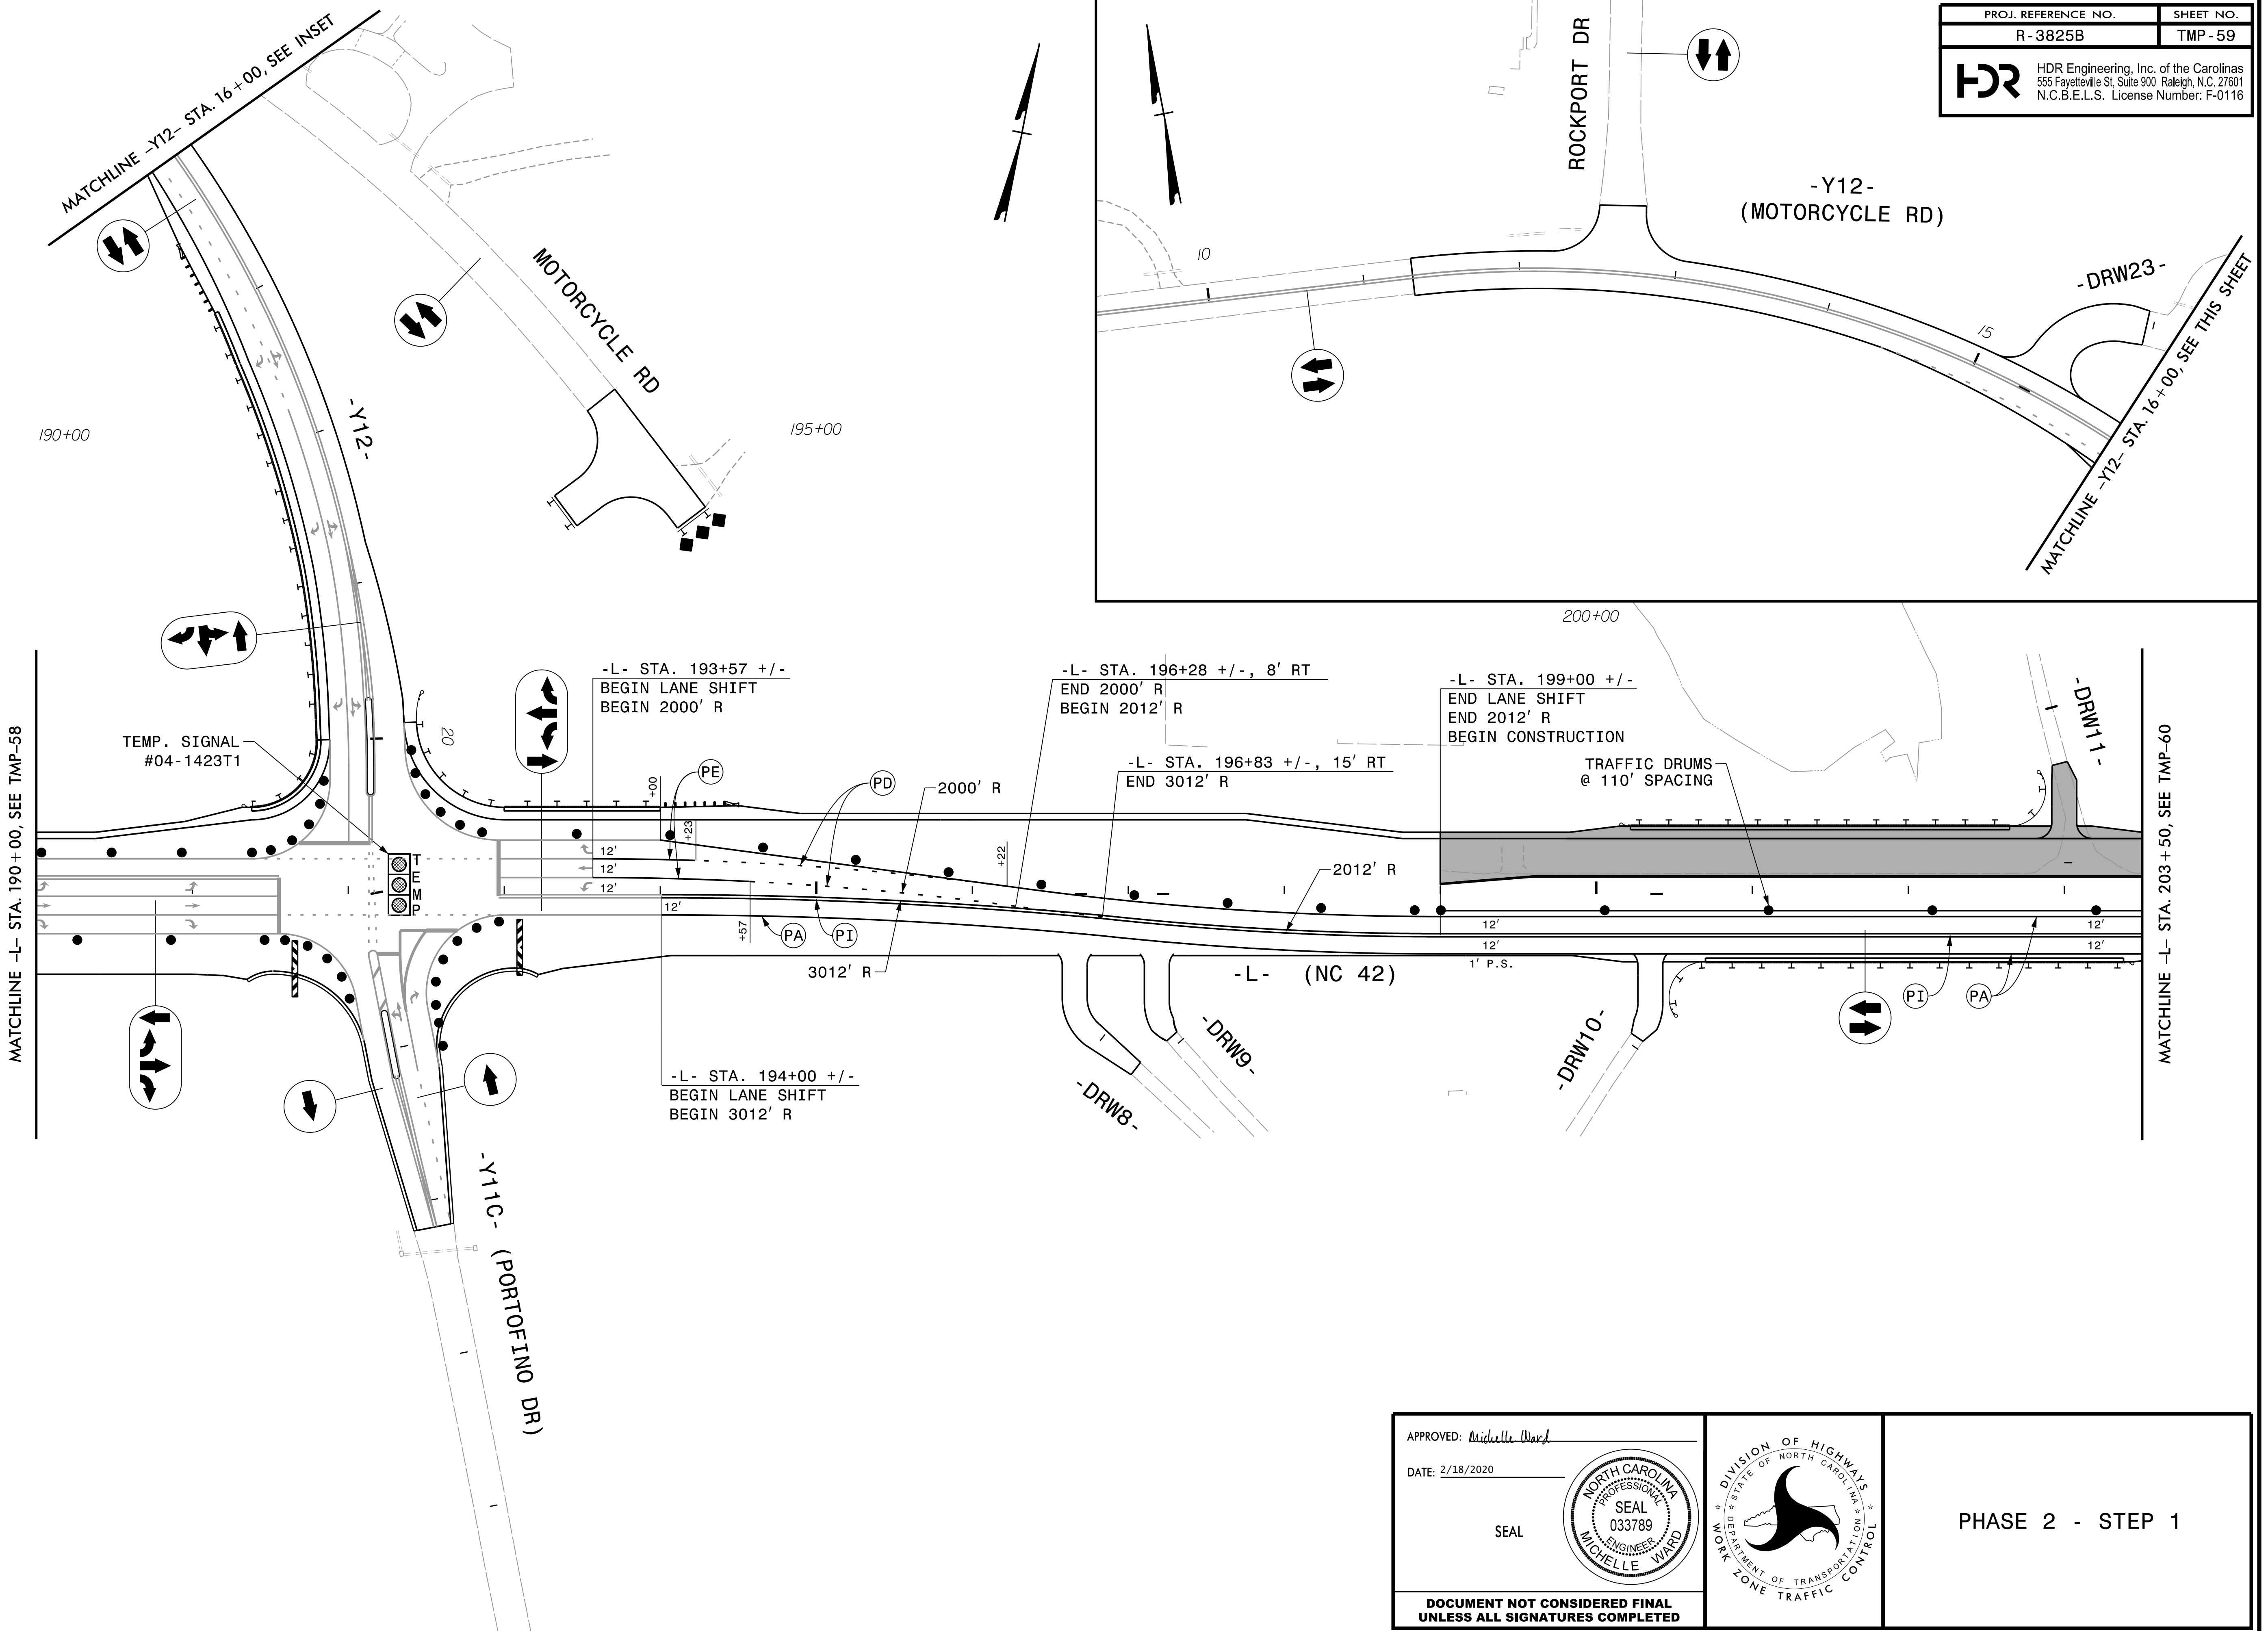 PROJ. REFERENCE NO.
SHEET NO.
R-3825B
TMP-59
HDR
HDR Engineering, Inc. of the Carolinas
555 Fayetteville St, Suite 900 Raleigh, N.C. 27601
N.C.B.E.L.S. License Number: F-0116
MATCHLINE -Y12- STA. 16+00, SEE INSET
MOTORCYCLE RD
-Y12-
190+00
195+00
ROCKPORT DR
-Y12-
(MOTORCYCLE RD)
10
15
-DRW23-
MATCHLINE -Y12- STA. 16+00, SEE THIS SHEET
200+00
MATCHLINE -L- STA. 190+00, SEE TMP-58
TEMP. SIGNAL
#04-1423T1
20
T
E
M
P
-L- STA. 193+57 +/-
BEGIN LANE SHIFT
BEGIN 2000' R
+00
PE
+23
PD
2000' R
-L- STA. 196+28 +/-, 8' RT
END 2000' R
BEGIN 2012' R
-L- STA. 196+83 +/-, 15' RT
END 3012' R
+22
2012' R
-L- STA. 199+00 +/-
END LANE SHIFT
END 2012' R
BEGIN CONSTRUCTION
TRAFFIC DRUMS
@ 110' SPACING
-DRW11-
MATCHLINE -L- STA. 203+50, SEE TMP-60
12'
12'
12'
12'
+57
PA
PI
3012' R
12'
12'
1' P.S.
12'
12'
-L- (NC 42)
PI
PA
-DRW8-
-DRW9-
-DRW10-
-L- STA. 194+00 +/-
BEGIN LANE SHIFT
BEGIN 3012' R
-Y11C- (PORTOFINO DR)
APPROVED: Michelle Ward
DATE: 2/18/2020
SEAL
NORTH CAROLINA
PROFESSIONAL
SEAL
033789
ENGINEER
MICHELLE WARD
DOCUMENT NOT CONSIDERED FINAL
UNLESS ALL SIGNATURES COMPLETED
DIVISION OF HIGHWAYS
STATE OF NORTH CAROLINA
DEPARTMENT OF TRANSPORTATION
WORK ZONE TRAFFIC CONTROL
PHASE 2 - STEP 1